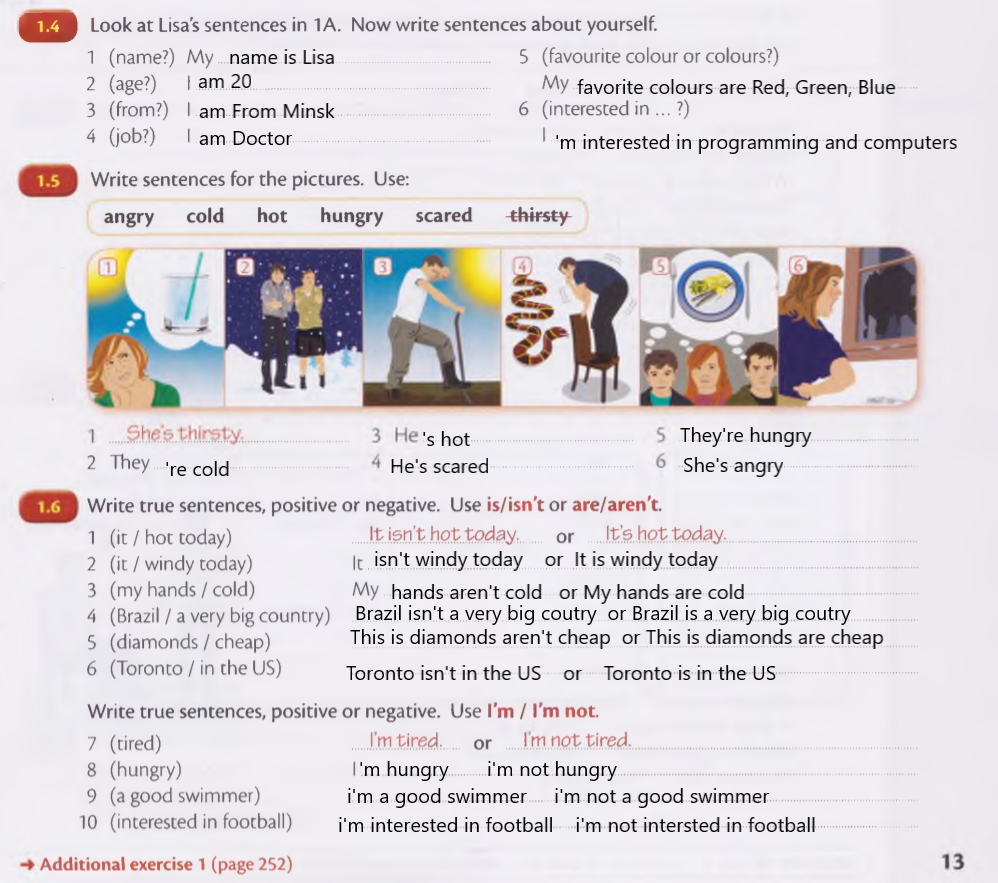 1.4 Look at Lisa's sentences in 1A. Now write sentences about yourself.
1 (name?) My name is Lisa
2 (age?) I am 20
3 (from?) I am From Minsk
4 (job?) I am Doctor
5 (favourite colour or colours?)
My favorite colours are Red, Green, Blue
6 (interested in ... ?)
I 'm interested in programming and computers
1.5 Write sentences for the pictures. Use:
angry cold hot hungry scared thirsty
1 2 3 4 5 6
1 She's thirsty.
2 They 're cold
3 He 's hot
4 He's scared
5 They're hungry
6 She's angry
1.6 Write true sentences, positive or negative. Use is/isn't or are/aren't.
1 (it / hot today) It isn't hot today. or It's hot today.
2 (it / windy today) It isn't windy today or It is windy today
3 (my hands / cold) My hands aren't cold or My hands are cold
4 (Brazil / a very big country) Brazil isn't a very big coutry or Brazil is a very big coutry
5 (diamonds / cheap) This is diamonds aren't cheap or This is diamonds are cheap
6 (Toronto / in the US) Toronto isn't in the US or Toronto is in the US
Write true sentences, positive or negative. Use I'm / I'm not.
7 (tired) I'm tired. or I'm not tired.
8 (hungry) I 'm hungry i'm not hungry
9 (a good swimmer) i'm a good swimmer i'm not a good swimmer
10 (interested in football) i'm interested in football i'm not intersted in football
→ Additional exercise 1 (page 252)
13